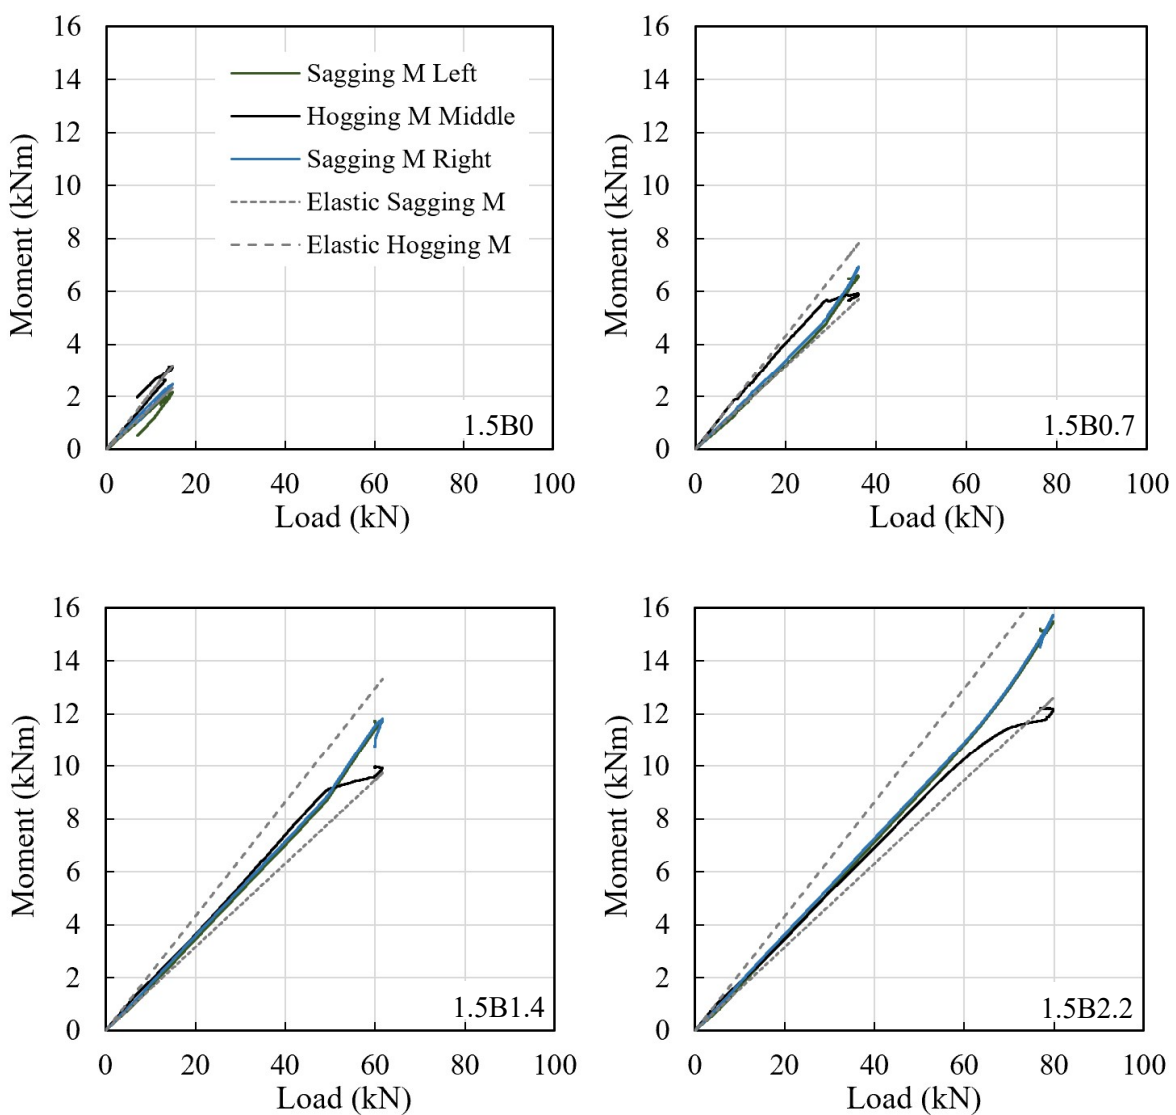 16
14
12
10
8
6
4
2
0
Moment (kNm)
Sagging M Left
Hogging M Middle
Sagging M Right
Elastic Sagging M
Elastic Hogging M
1.5B0
0 20 40 60 80 100
Load (kN)
16
14
12
10
8
6
4
2
0
Moment (kNm)
1.5B0.7
0 20 40 60 80 100
Load (kN)
16
14
12
10
8
6
4
2
0
Moment (kNm)
1.5B1.4
0 20 40 60 80 100
Load (kN)
16
14
12
10
8
6
4
2
0
Moment (kNm)
1.5B2.2
0 20 40 60 80 100
Load (kN)